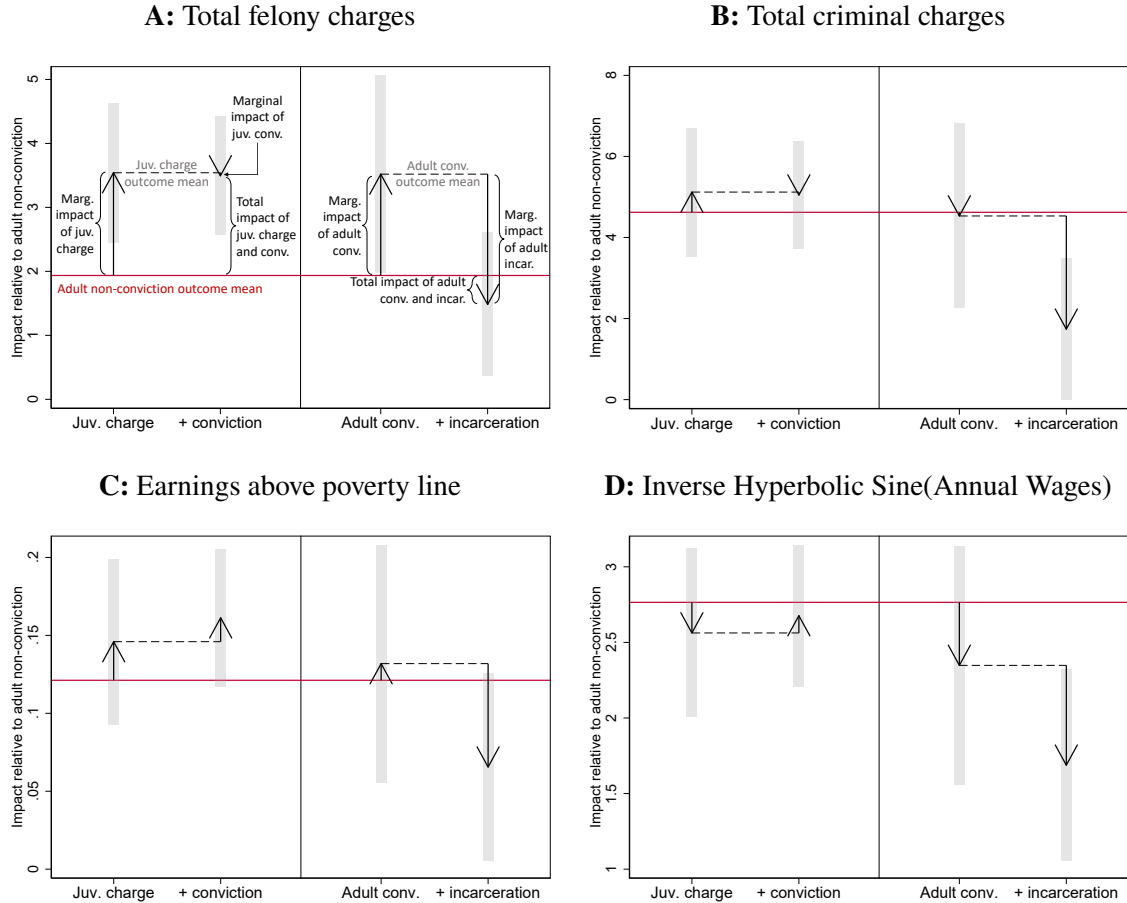 A: Total felony charges
Impact relative to adult non-conviction
5
4
3
2
1
0
Marginal
impact of
juv. conv.
Juv. charge
outcome mean
Marg.
impact
of juv.
charge
Total
impact of
juv. charge
and conv.
Adult non-conviction outcome mean
Adult conv.
outcome mean
Marg.
impact
of adult
conv.
Marg.
impact
of adult
incar.
Total impact of adult
conv. and incar.
Juv. charge
+ conviction
Adult conv.
+ incarceration
B: Total criminal charges
Impact relative to adult non-conviction
8
6
4
2
0
Juv. charge
+ conviction
Adult conv.
+ incarceration
C: Earnings above poverty line
Impact relative to adult non-conviction
.2
.15
.1
.05
0
Juv. charge
+ conviction
Adult conv.
+ incarceration
D: Inverse Hyperbolic Sine(Annual Wages)
Impact relative to adult non-conviction
3
2.5
2
1.5
1
Juv. charge
+ conviction
Adult conv.
+ incarceration